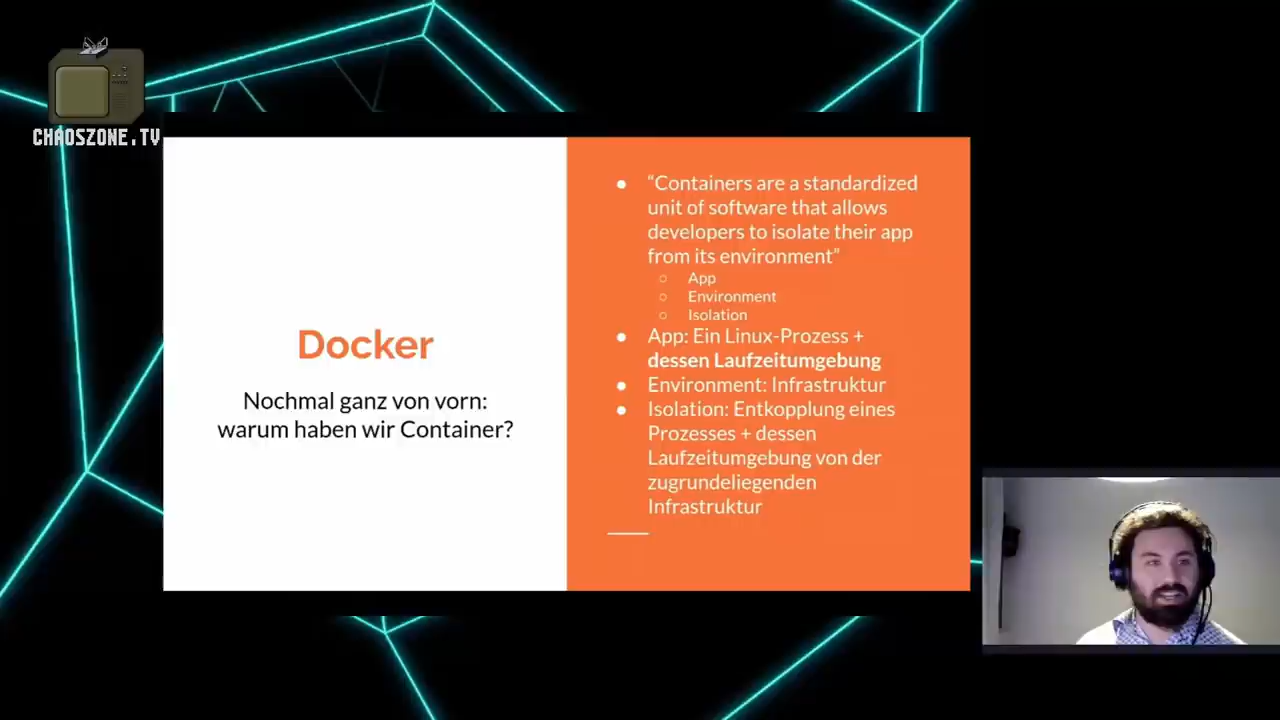 CHAOSZONE.TV
Docker
Nochmal ganz von vorn:
warum haben wir Container?
“Containers are a standardized
unit of software that allows
developers to isolate their app
from its environment”
App
Environment
Isolation
App: Ein Linux-Prozess +
dessen Laufzeitumgebung
Environment: Infrastruktur
Isolation: Entkopplung eines
Prozesses + dessen
Laufzeitumgebung von der
zugrundeliegenden
Infrastruktur